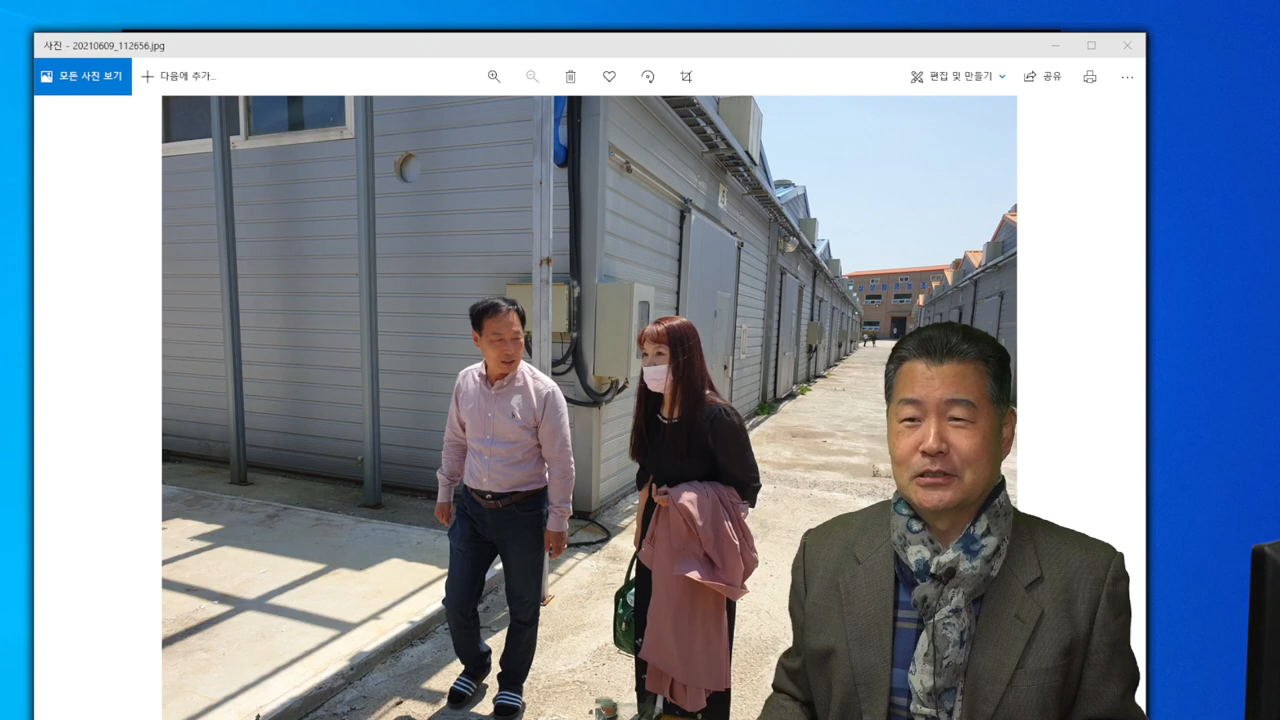 사진 - 20210609_112656.jpg
모든 사진 보기
다음에 추가...
편집 및 만들기
공유